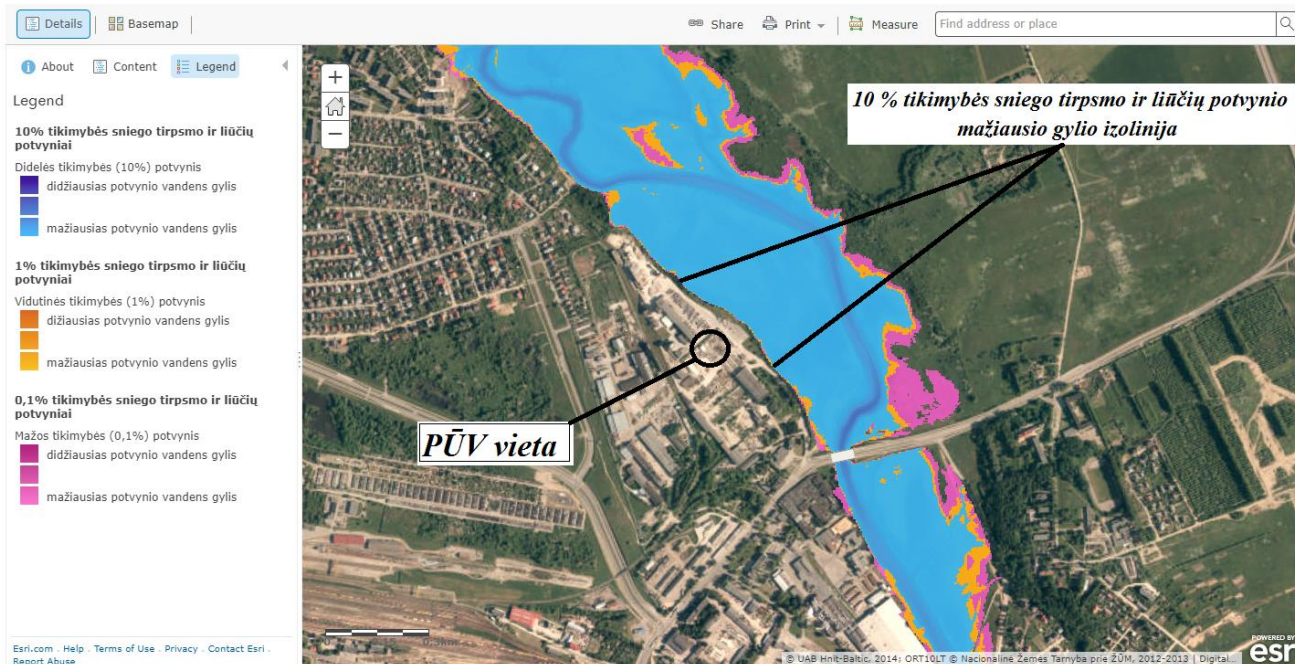 Details
Basemap
Share
Print
Measure
Find address or place
About
Content
Legend
Legend
10% tikimybės sniego tirpsmo ir liūčių
potvyniai
Didelės tikimybės (10%) potvynis
didžiausias potvynio vandens gylis
mažiausias potvynio vandens gylis
1% tikimybės sniego tirpsmo ir liūčių
potvyniai
Vidutinės tikimybės (1%) potvynis
dižiausias potvynio vandens gylis
mažiausias potvynio vandens gylis
0,1% tikimybės sniego tirpsmo ir liūčių
potvyniai
Mažos tikimybės (0,1%) potvynis
didžiausias potvynio vandens gylis
mažiausias potvynio vandens gylis
Esri.com . Help . Terms of Use . Privacy . Contact Esri .
Report Abuse
10 % tikimybės sniego tirpsmo ir liūčių potvynio
mažiausio gylio izolinija
PŪV vieta
POWERED BY
esri
© UAB Hnit-Baltic, 2014; ORT10LT © Nacionalinė Žemės Tarnyba prie ŽŪM, 2012-2013 | Digital...